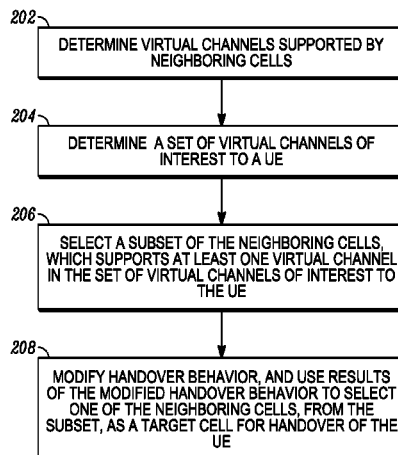 202
DETERMINE VIRTUAL CHANNELS SUPPORTED BY
NEIGHBORING CELLS
204
DETERMINE A SET OF VIRTUAL CHANNELS OF
INTEREST TO A UE
206
SELECT A SUBSET OF THE NEIGHBORING CELLS,
WHICH SUPPORTS AT LEAST ONE VIRTUAL CHANNEL
IN THE SET OF VIRTUAL CHANNELS OF INTEREST TO
THE UE
208
MODIFY HANDOVER BEHAVIOR, AND USE RESULTS
OF THE MODIFIED HANDOVER BEHAVIOR TO SELECT
ONE OF THE NEIGHBORING CELLS, FROM THE
SUBSET, AS A TARGET CELL FOR HANDOVER OF THE
UE